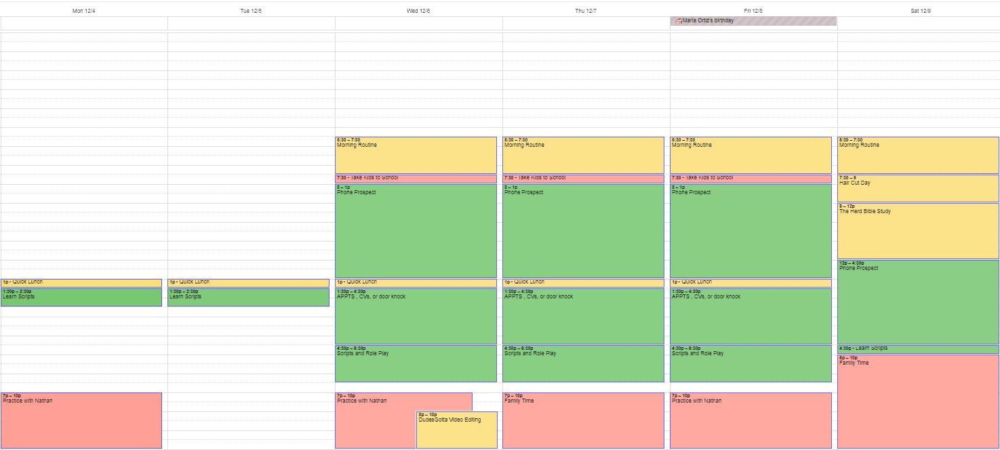 Mon 12/4
Tue 12/5
Wed 12/6
Thu 12/7
Fri 12/8
Sat 12/9
Maria Ortiz's birthday
1p - Quick Lunch
1:30p – 2:30p
Learn Scripts
7p – 10p
Practice with Nathan
1p - Quick Lunch
1:30p – 2:30p
Learn Scripts
5:30 – 7:30
Morning Routine
7:30 - Take Kids to School
8 – 1p
Phone Prospect
1p - Quick Lunch
1:30p – 4:30p
APPTS , CVs, or door knock
4:30p – 6:30p
Scripts and Role Play
7p – 10p
Practice with Nathan
8p – 10p
DudesGotta Video Editing
5:30 – 7:30
Morning Routine
7:30 - Take Kids to School
8 – 1p
Phone Prospect
1p - Quick Lunch
1:30p – 4:30p
APPTS , CVs, or door knock
4:30p – 6:30p
Scripts and Role Play
7p – 10p
Family Time
5:30 – 7:30
Morning Routine
7:30 - Take Kids to School
8 – 1p
Phone Prospect
1p - Quick Lunch
1:30p – 4:30p
APPTS , CVs, or door knock
4:30p – 6:30p
Scripts and Role Play
7p – 10p
Practice with Nathan
5:30 – 7:30
Morning Routine
7:30 – 9
Hair Cut Day
9 – 12p
The Herd Bible Study
12p – 4:30p
Phone Prospect
4:30p - Learn Scripts
5p – 10p
Family Time